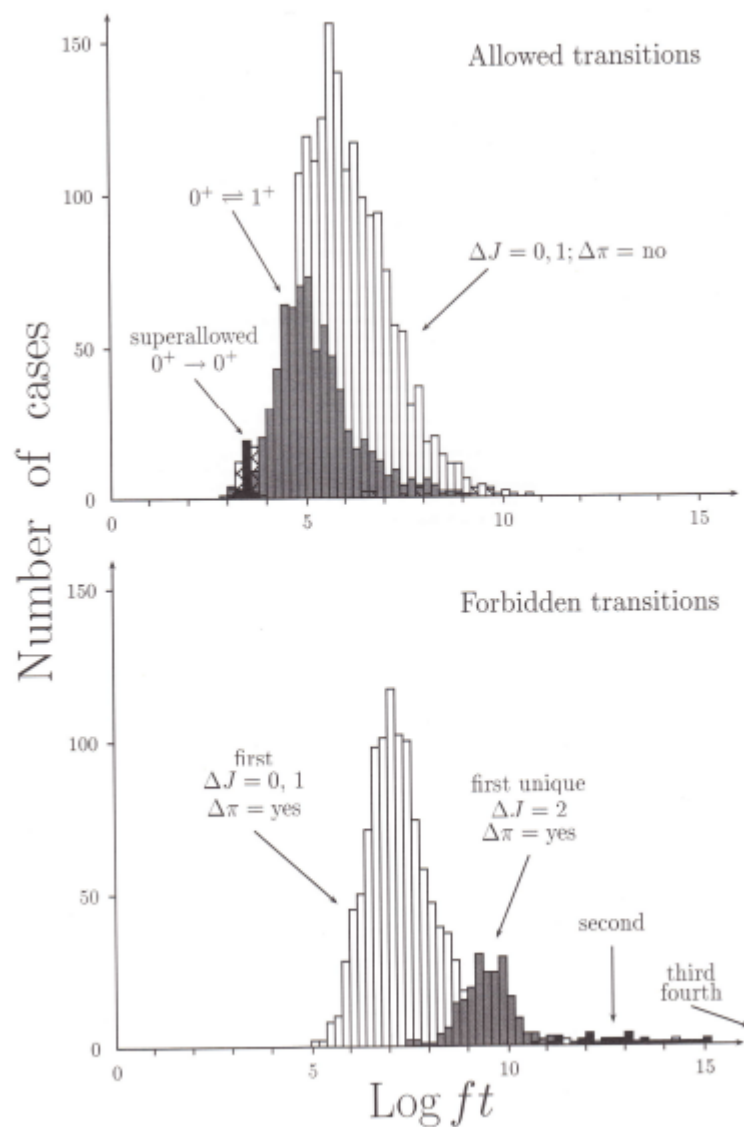 150
Allowed transitions
0⁺ ⇌ 1⁺
100
ΔJ = 0, 1; Δπ = no
superallowed
0⁺ → 0⁺
50
0
0
5
10
15
Number of cases
150
Forbidden transitions
100
first
ΔJ = 0, 1
Δπ = yes
first unique
ΔJ = 2
Δπ = yes
50
second
third
fourth
0
0
5
10
15
Log ft